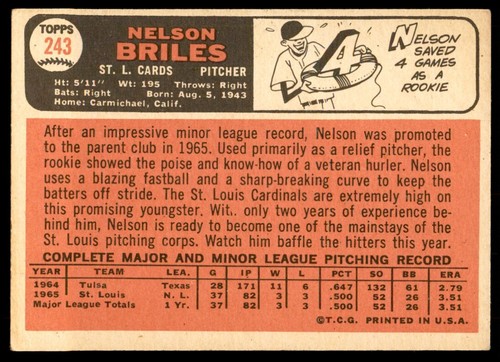 TOPPS
243
NELSON
BRILES
ST. L. CARDS PITCHER
Ht: 5'11" Wt: 195 Throws: Right
Bats: Right Born: Aug. 5, 1943
Home: Carmichael, Calif.
4
NELSON
SAVED
4 GAMES
AS A
ROOKIE
After an impressive minor league record, Nelson was promoted
to the parent club in 1965. Used primarily as a relief pitcher, the
rookie showed the poise and know-how of a veteran hurler. Nelson
uses a blazing fastball and a sharp-breaking curve to keep the
batters off stride. The St. Louis Cardinals are extremely high on
this promising youngster. Wit.. only two years of experience be-
hind him, Nelson is ready to become one of the mainstays of the
St. Louis pitching corps. Watch him baffle the hitters this year.
COMPLETE MAJOR AND MINOR LEAGUE PITCHING RECORD
YEAR TEAM LEA. G IP W L PCT SO BB ERA
1964 Tulsa Texas 28 171 11 6 .647 132 61 2.79
1965 St. Louis N. L. 37 82 3 3 .500 52 26 3.51
Major League Totals 1 Yr. 37 82 3 3 .500 52 26 3.51
©T.C.G. PRINTED IN U.S.A.